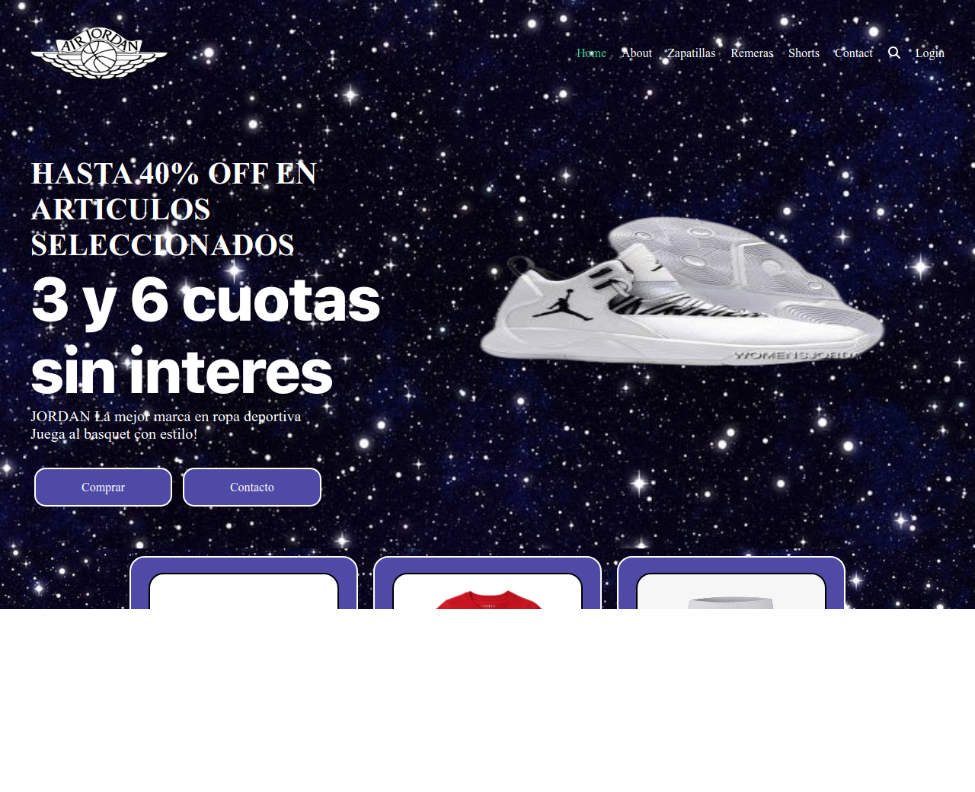 AIR JORDAN
Home About Zapatillas Remeras Shorts Contact Login
HASTA 40% OFF EN
ARTICULOS
SELECCIONADOS
3 y 6 cuotas
sin interes
JORDAN La mejor marca en ropa deportiva
Juega al basquet con estilo!
WOMENSJORD
Comprar Contacto